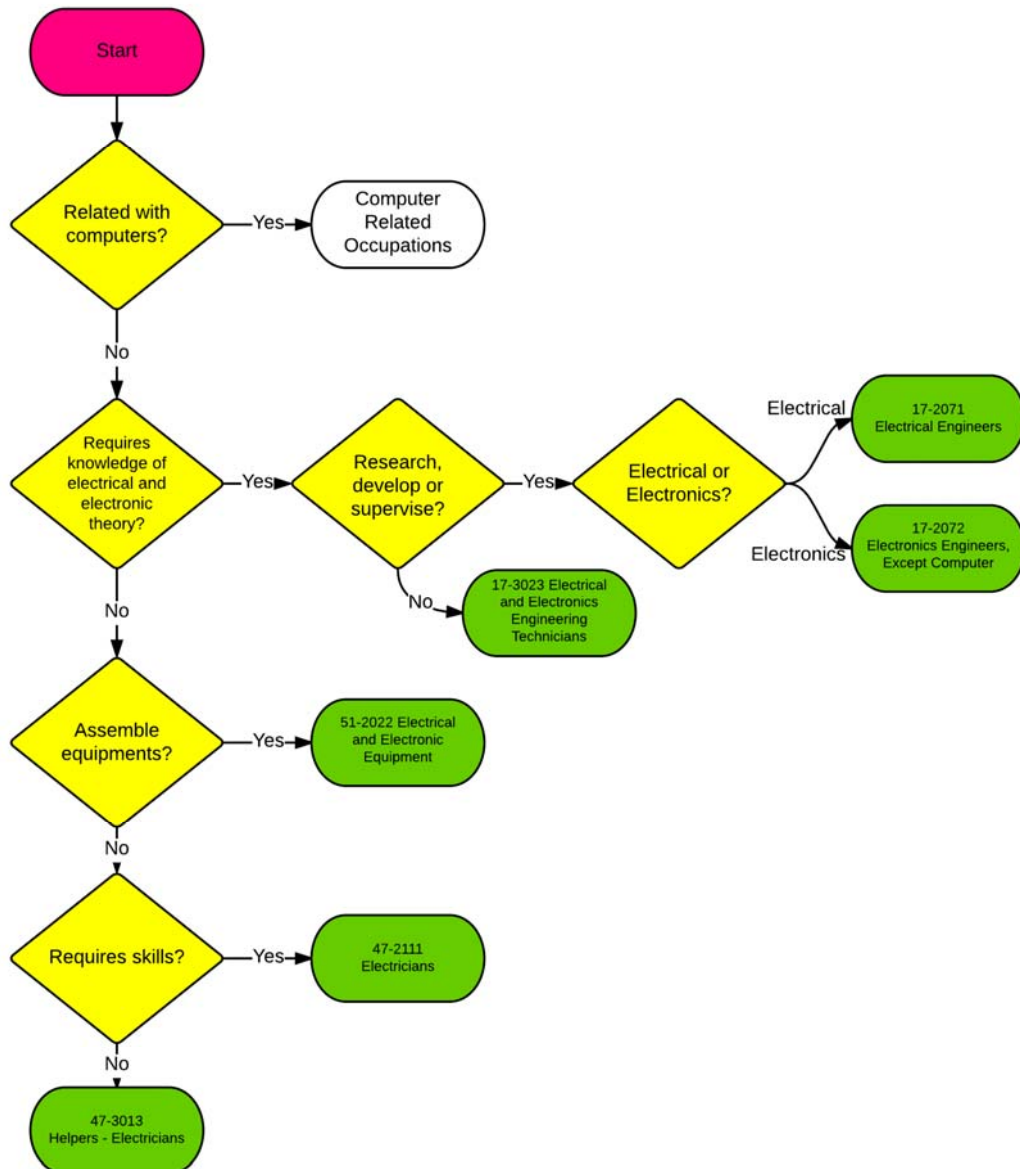 Start
Related with
computers?
Yes
Computer
Related
Occupations
No
Requires
knowledge of
electrical and
electronic
theory?
Yes
Research,
develop or
supervise?
Yes
Electrical or
Electronics?
Electrical
17-2071
Electrical Engineers
Electronics
17-2072
Electronics Engineers,
Except Computer
No
17-3023 Electrical
and Electronics
Engineering
Technicians
No
Assemble
equipments?
Yes
51-2022 Electrical
and Electronic
Equipment
No
Requires skills?
Yes
47-2111
Electricians
No
47-3013
Helpers - Electricians